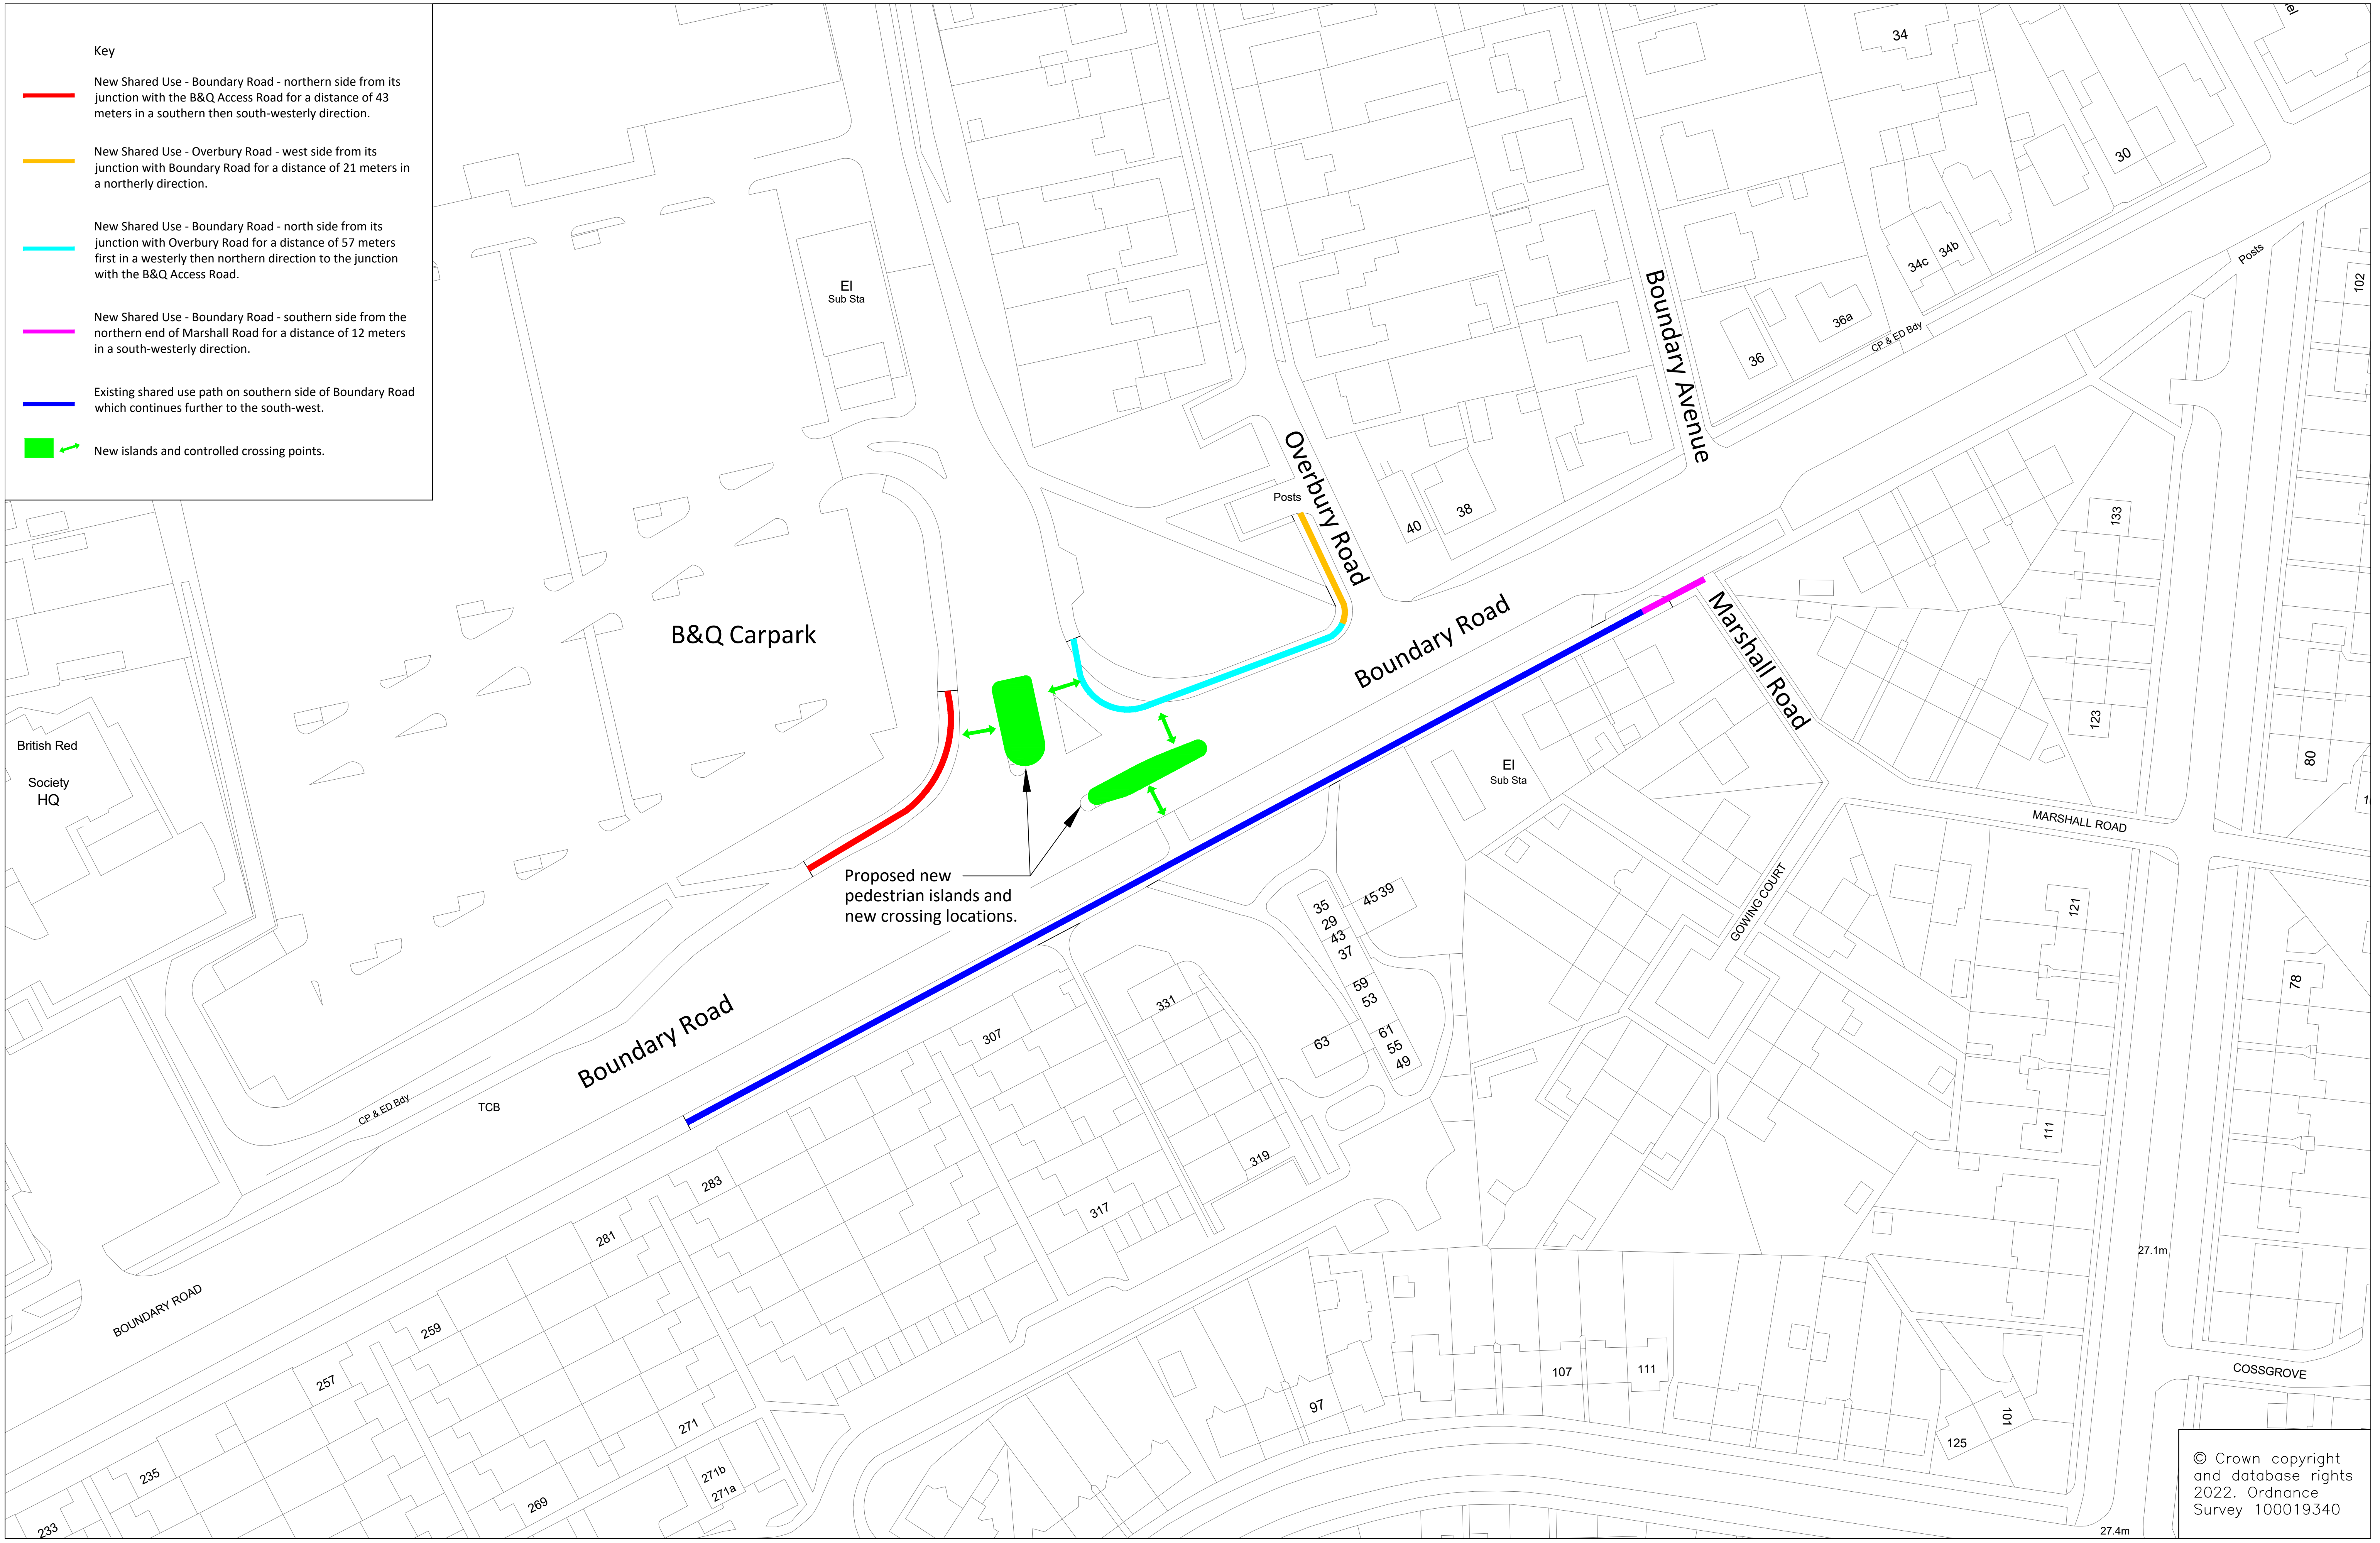 Key
New Shared Use - Boundary Road - northern side from its
junction with the B&Q Access Road for a distance of 43
meters in a southern then south-westerly direction.
New Shared Use - Overbury Road - west side from its
junction with Boundary Road for a distance of 21 meters in
a northerly direction.
New Shared Use - Boundary Road - north side from its
junction with Overbury Road for a distance of 57 meters
first in a westerly then northern direction to the junction
with the B&Q Access Road.
New Shared Use - Boundary Road - southern side from the
northern end of Marshall Road for a distance of 12 meters
in a south-westerly direction.
Existing shared use path on southern side of Boundary Road
which continues further to the south-west.
New islands and controlled crossing points.
34
30
34b
34c
36a
36
CP & ED Bdy
Posts
102
El
Sub Sta
Boundary Avenue
Overbury Road
Posts
40
38
133
B&Q Carpark
Boundary Road
Marshall Road
123
80
British Red
Society
HQ
El
Sub Sta
MARSHALL ROAD
Proposed new
pedestrian islands and
new crossing locations.
45 39
35
29
43
37
59
53
61
55
49
63
GOWING COURT
121
78
111
Boundary Road
331
307
319
317
CP & ED Bdy
TCB
283
281
BOUNDARY ROAD
259
257
271
235
233
269
271b
271a
97
107
111
27.1m
COSSGROVE
101
125
27.4m
© Crown copyright
and database rights
2022. Ordnance
Survey 100019340